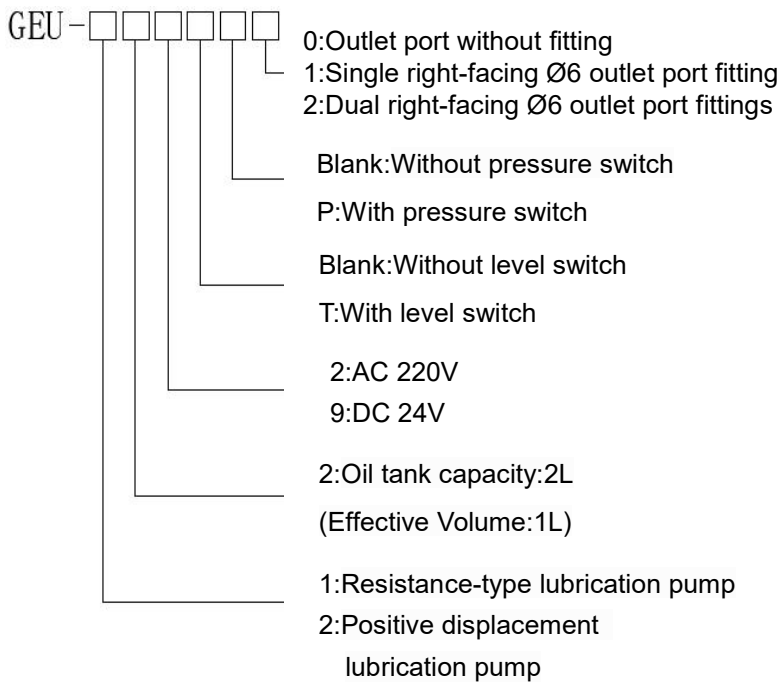 GEU-□□□□□□
0:Outlet port without fitting
1:Single right-facing Ø6 outlet port fitting
2:Dual right-facing Ø6 outlet port fittings
Blank:Without pressure switch
P:With pressure switch
Blank:Without level switch
T:With level switch
2:AC 220V
9:DC 24V
2:Oil tank capacity:2L
(Effective Volume:1L)
1:Resistance-type lubrication pump
2:Positive displacement
lubrication pump